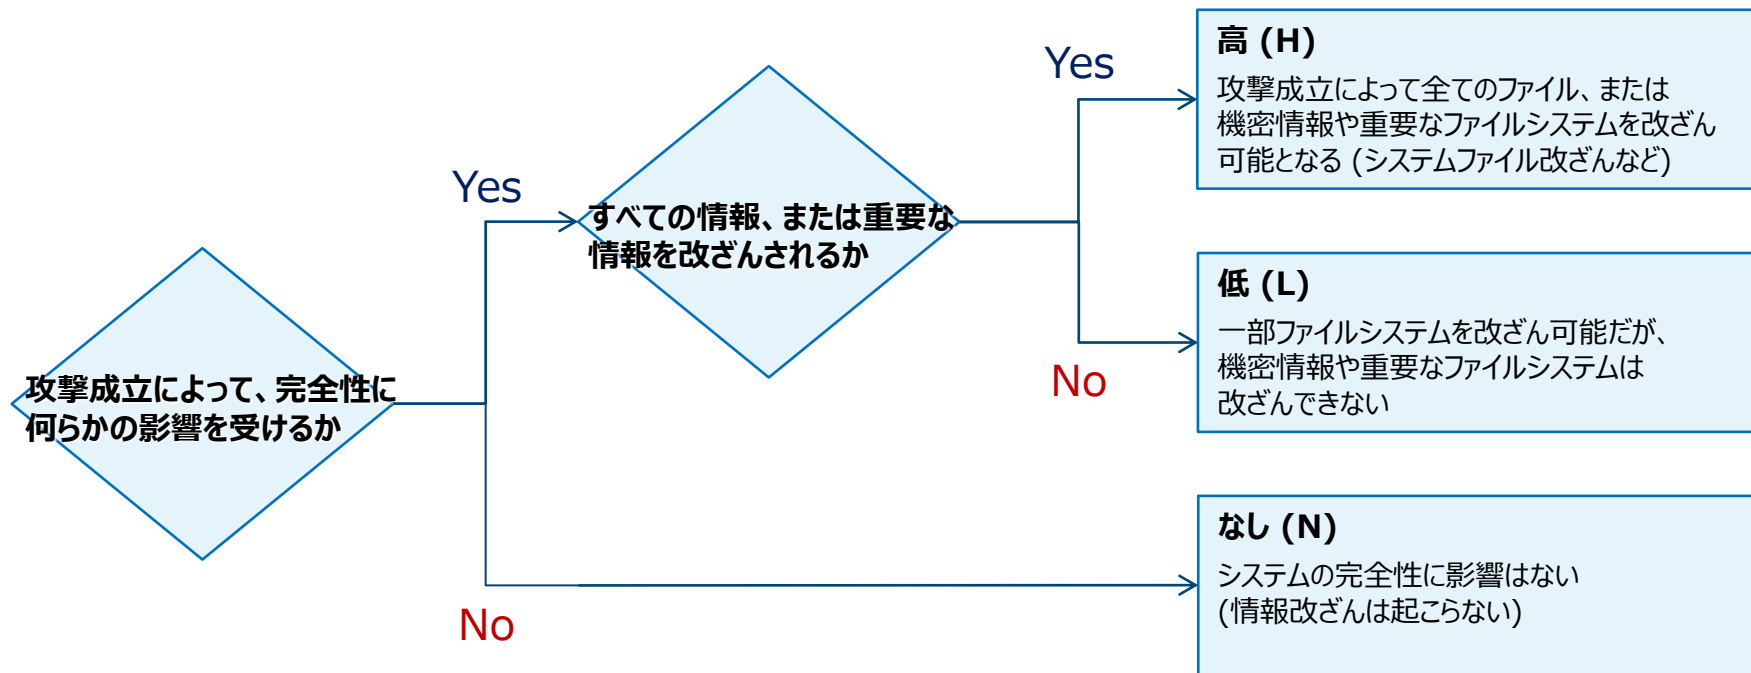 攻撃成立によって、完全性に
何らかの影響を受けるか
Yes
No
すべての情報、または重要な
情報を改ざんされるか
Yes
No
高 (H)
攻撃成立によって全てのファイル、または
機密情報や重要なファイルシステムを改ざん
可能となる (システムファイル改ざんなど)
低 (L)
一部ファイルシステムを改ざん可能だが、
機密情報や重要なファイルシステムは
改ざんできない
なし (N)
システムの完全性に影響はない
(情報改ざんは起こらない)